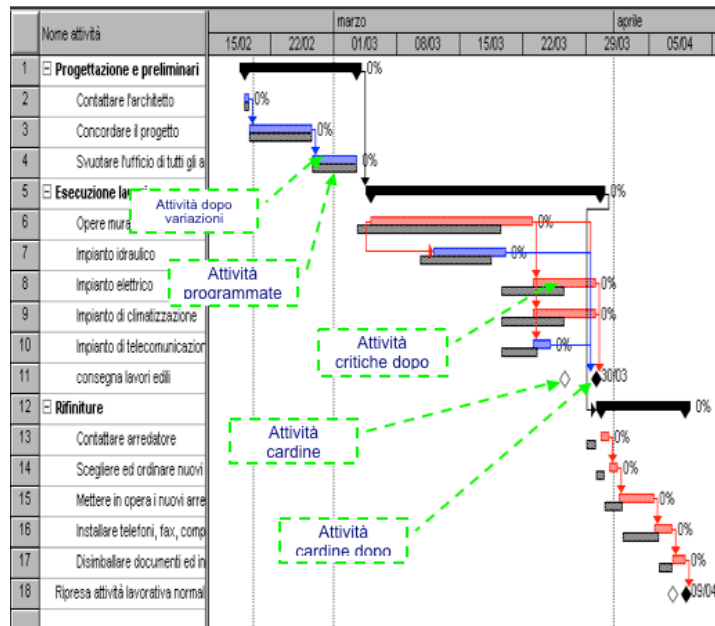 marzo
aprile
Nome attività
15/02
22/02
01/03
08/03
15/03
22/03
29/03
05/04
1 Progettazione e preliminari 0%
2 Contattare l'architetto 0%
3 Concordare il progetto 0%
4 Svuotare l'ufficio di tutti gli a 0%
5 Esecuzione la 0%
Attività dopo
variazioni
6 Opere mura 0%
7 Impianto idraulico 0%
Attività
programmate
8 Impianto elettrico 0%
9 Impianto di climatizzazione 0%
Attività
critiche dopo
10 Impianto di telecomunicazion 0%
11 consegna lavori edili 30/03
12 Rifiniture 0%
Attività
cardine
13 Contattare arredatore 0%
14 Scegliere ed ordinare nuovi 0%
15 Mettere in opera i nuovi arre 0%
Attività
cardine dopo
16 Installare telefoni, fax, comp 0%
17 Disimballare documenti ed in 0%
18 Ripresa attività lavorativa normal 09/04